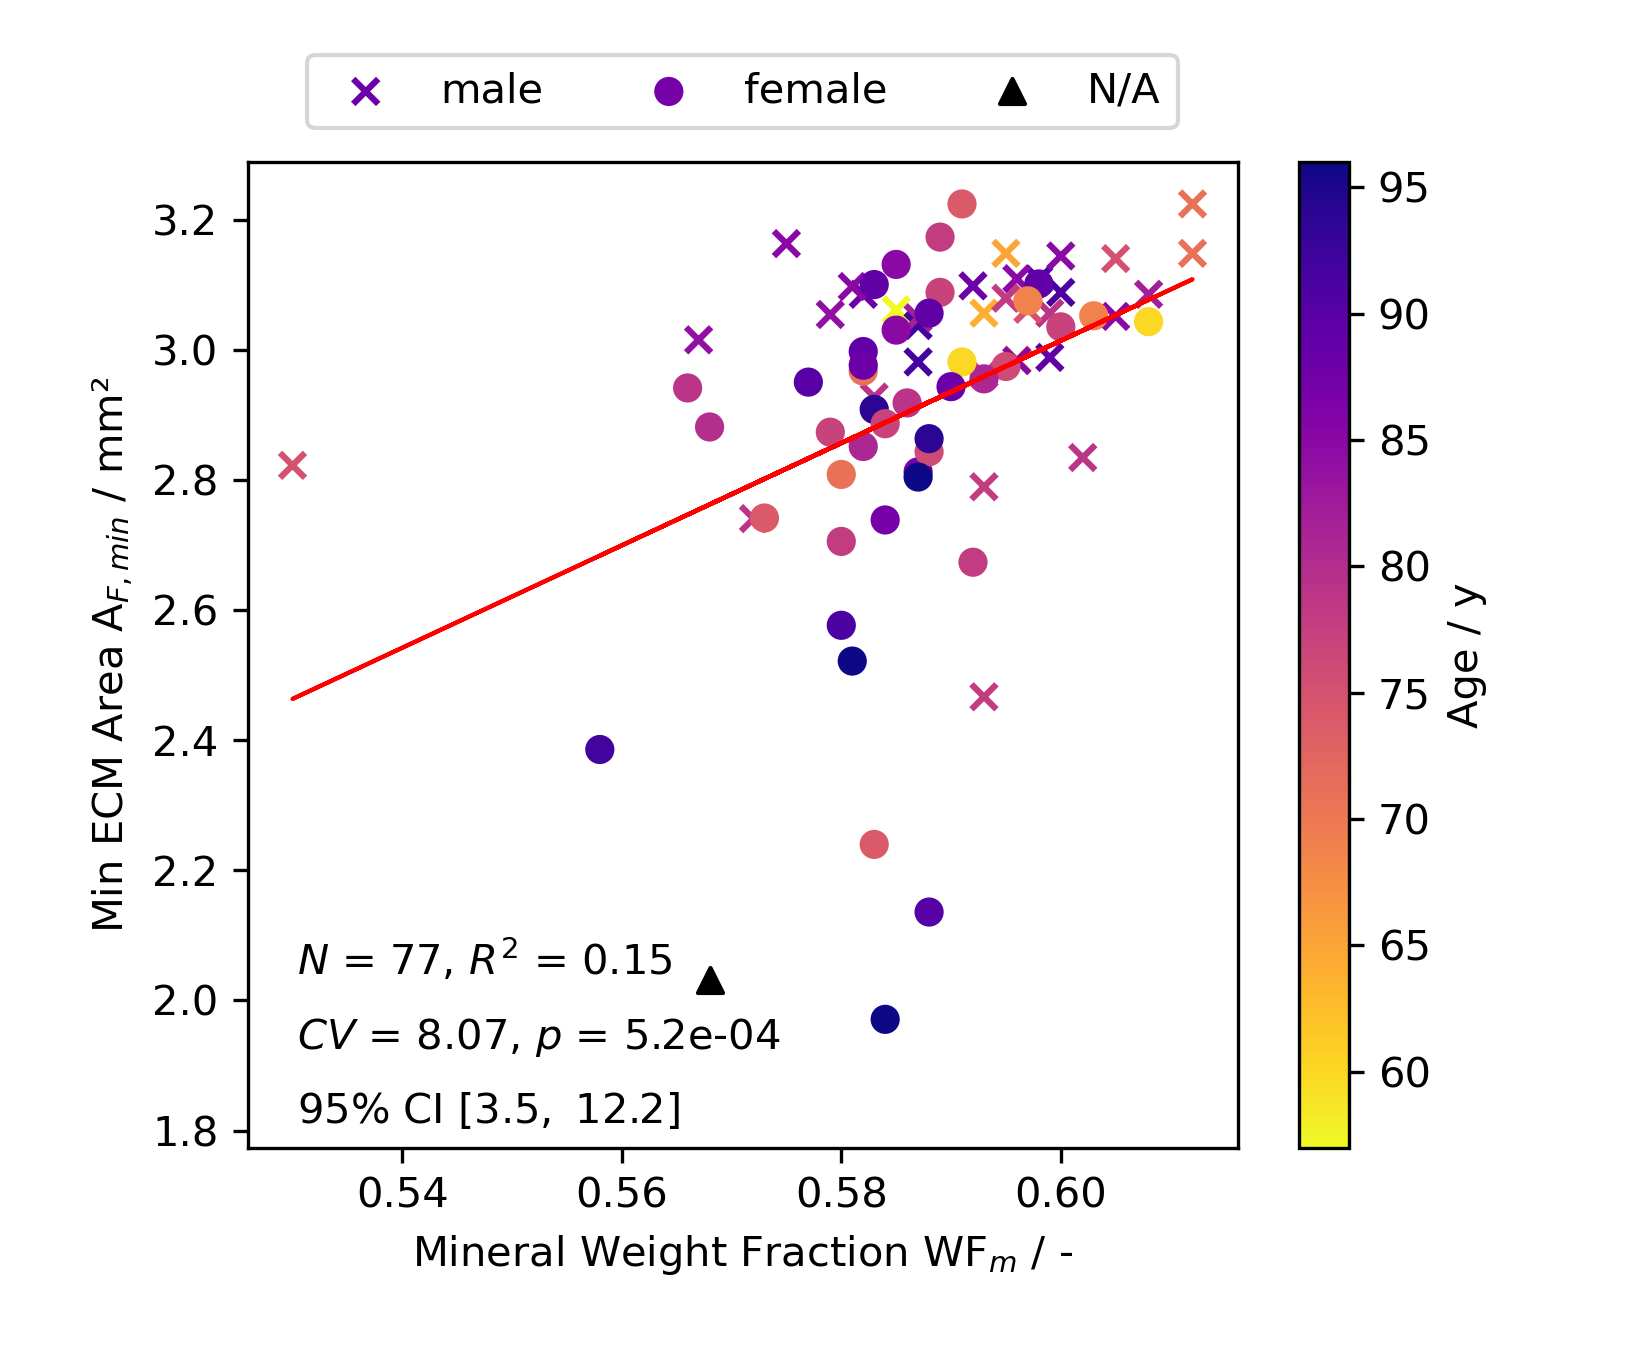 male female N/A
3.2
3.0
2.8
2.6
2.4
2.2
2.0
1.8
Min ECM Area A_{F, min} / mm²
N = 77, R² = 0.15
CV = 8.07, p = 5.2e-04
95% CI [3.5, 12.2]
0.54 0.56 0.58 0.60
Mineral Weight Fraction WF_m / -
95
90
85
80
75
70
65
60
Age / y